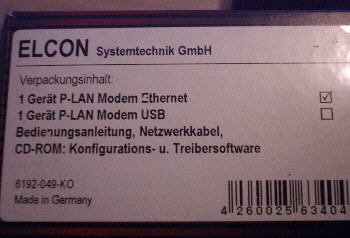 ELCON Systemtechnik GmbH
Verpackungsinhalt:
1 Gerät P-LAN Modem Ethernet ☑
1 Gerät P-LAN Modem USB ☐
Bedienungsanleitung, Netzwerkkabel,
CD-ROM: Konfigurations- u. Treibersoftware
6192-049-KO
Made in Germany
4 260025 63404